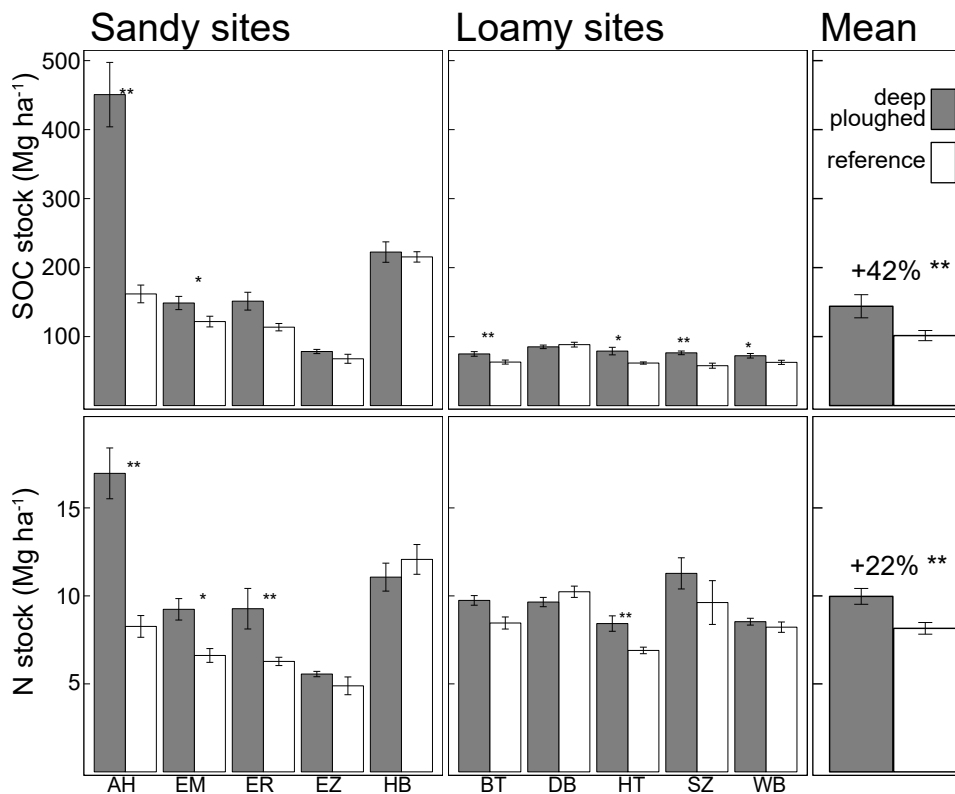 Sandy sites
Loamy sites
Mean
SOC stock (Mg ha⁻¹)
500
400
300
200
100
**
*
**
*
**
*
deep
ploughed
reference
+42% **
N stock (Mg ha⁻¹)
15
10
5
**
*
**
**
+22% **
AH EM ER EZ HB
BT DB HT SZ WB